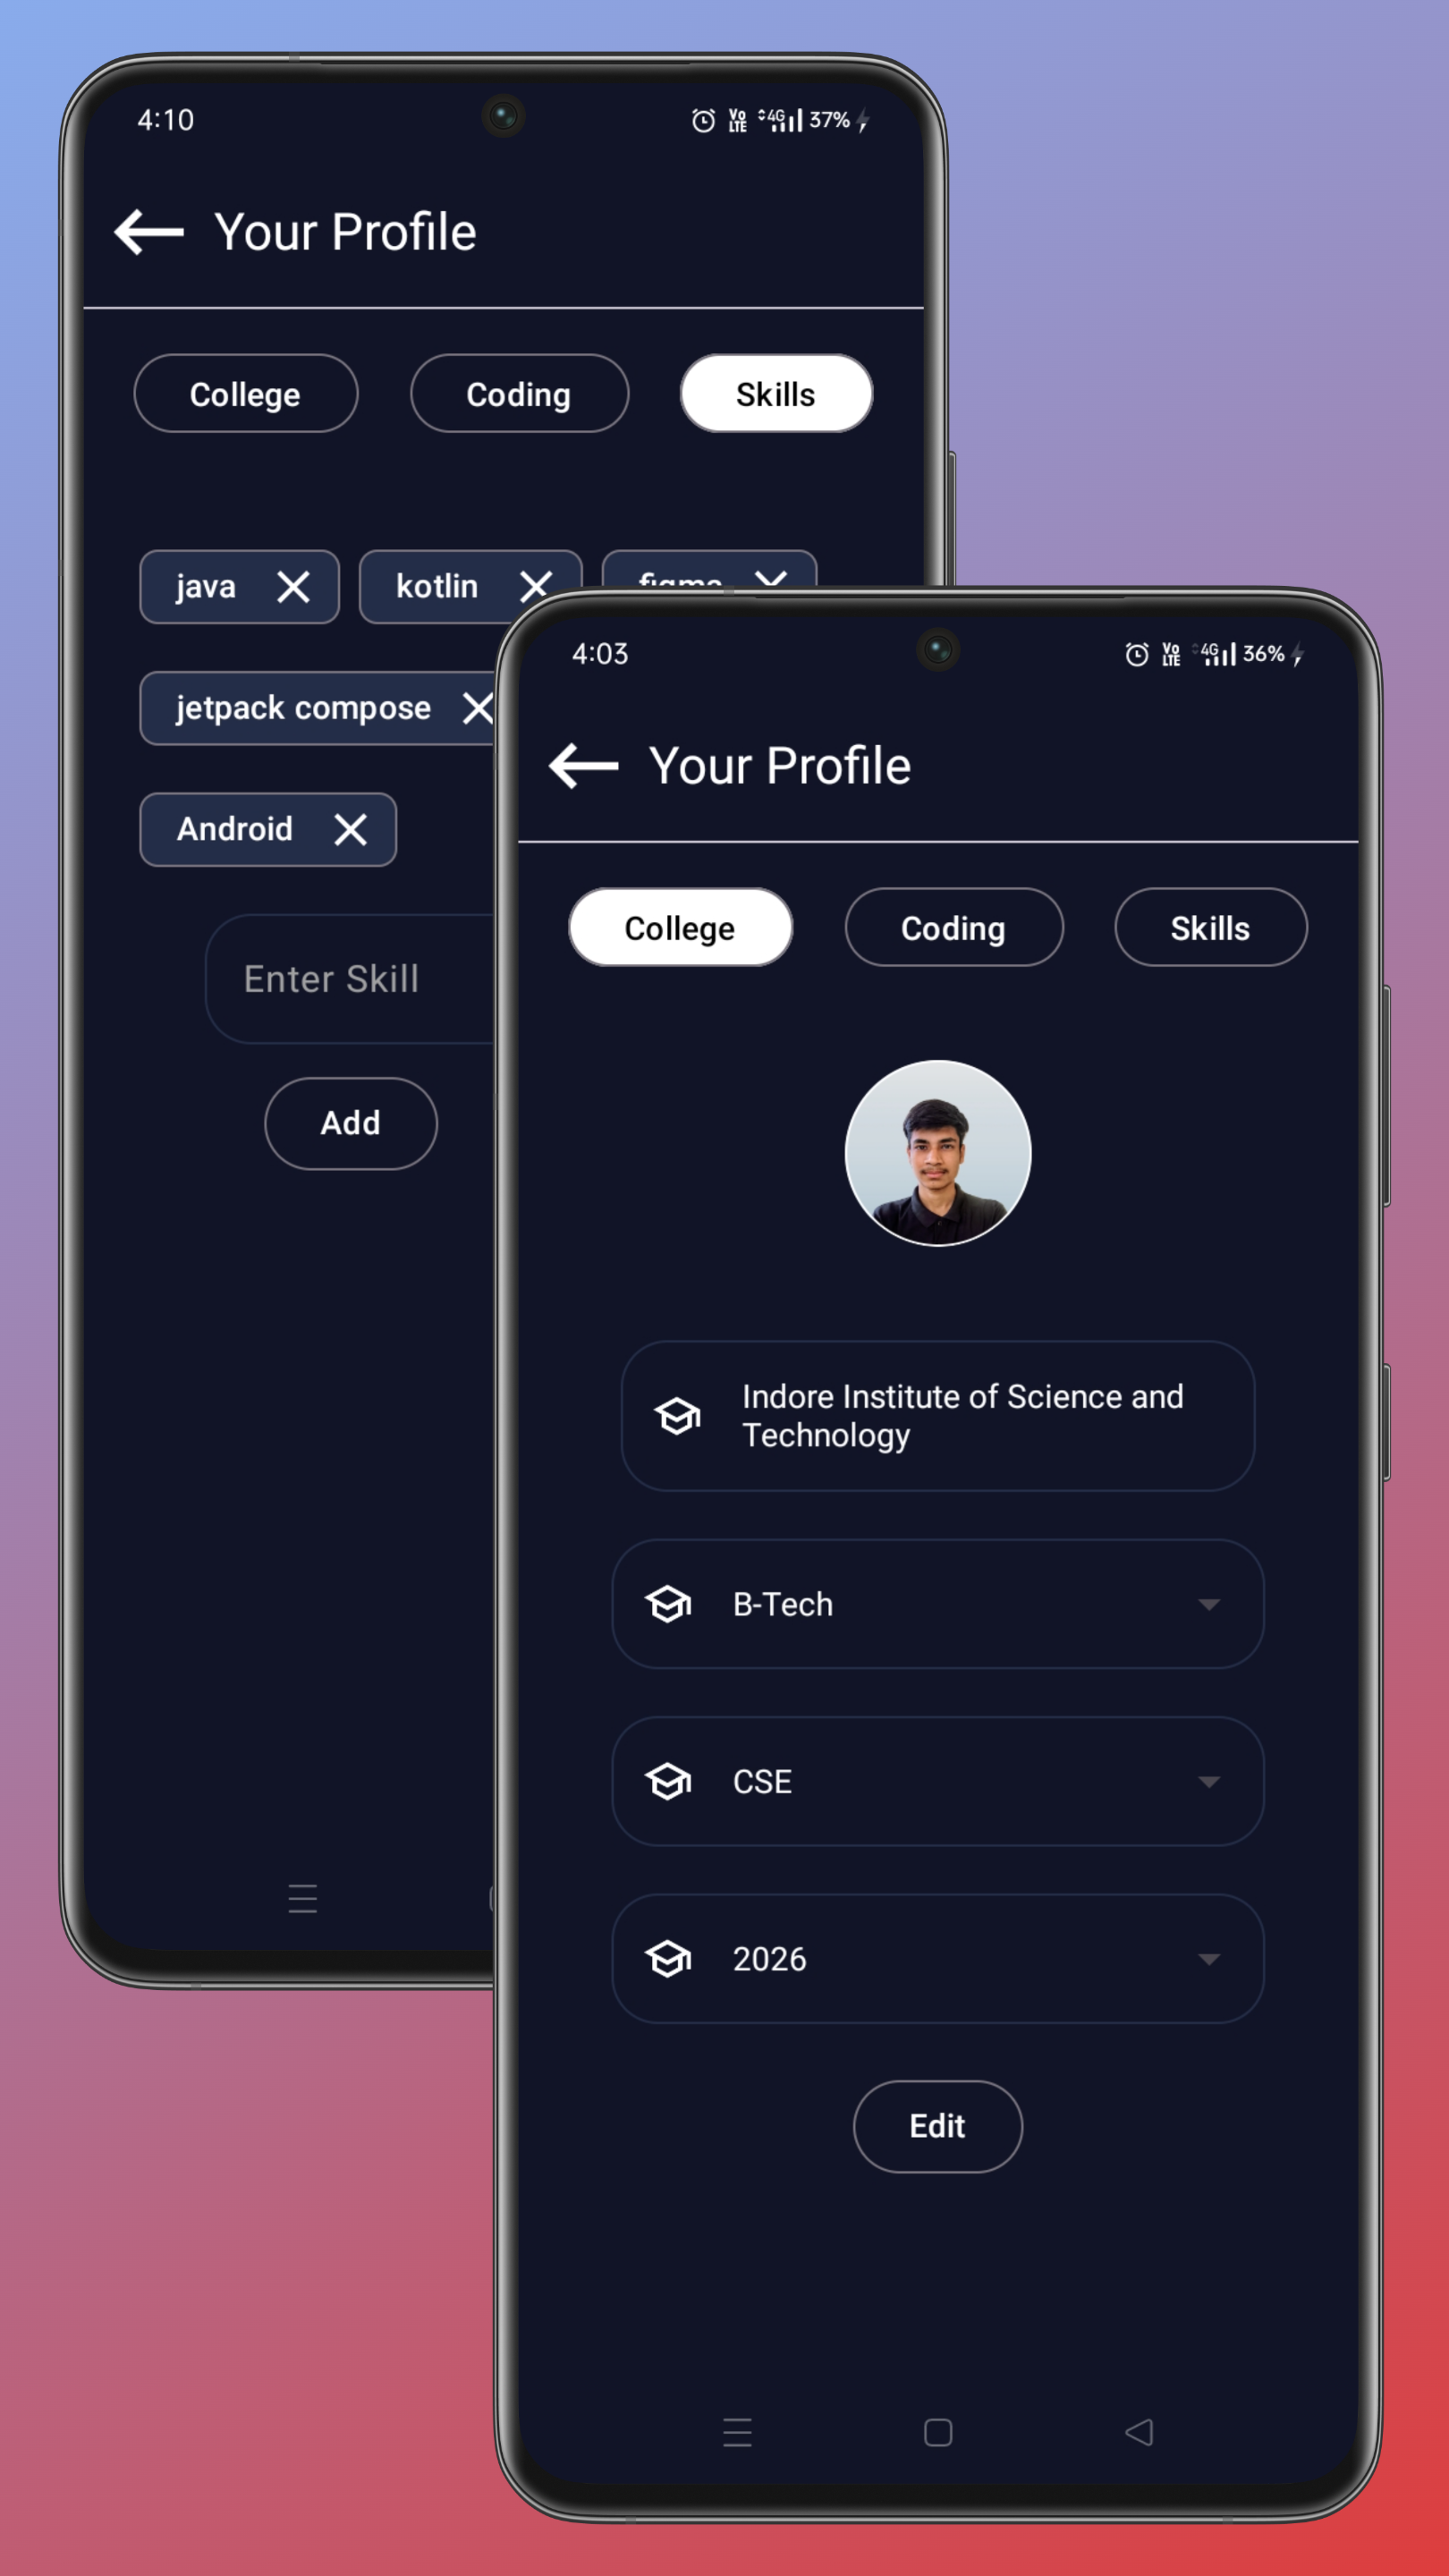 4:10
Vo LTE 4G 37%
Your Profile
College Coding Skills
java kotlin figma
jetpack compose
Android
Enter Skill
Add
4:03
Vo LTE 4G 36%
Your Profile
College Coding Skills
Indore Institute of Science and
Technology
B-Tech
CSE
2026
Edit